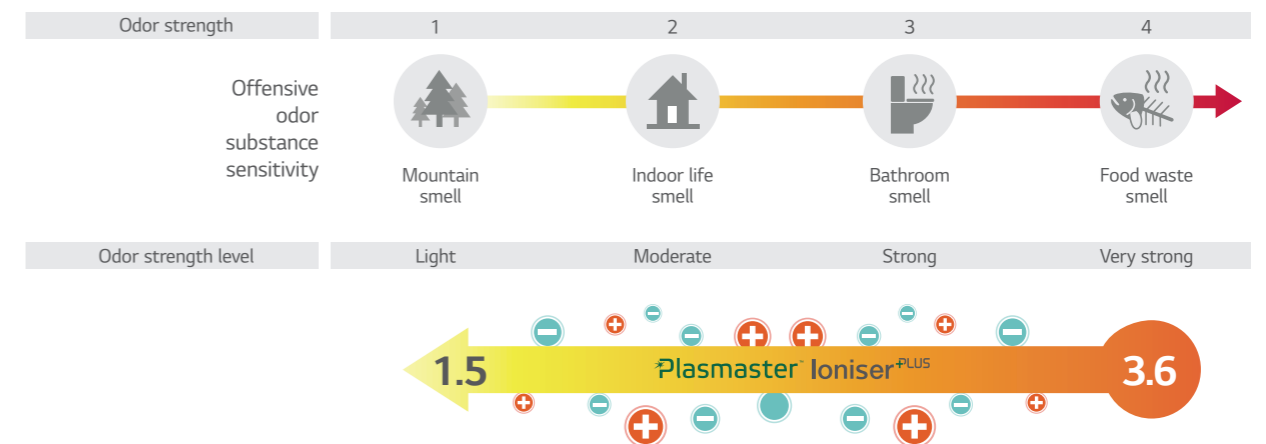 Odor strength 1 2 3 4
Offensive
odor
substance
sensitivity
Mountain
smell
Indoor life
smell
Bathroom
smell
Food waste
smell
Odor strength level Light Moderate Strong Very strong
1.5 Plasmaster™ Ioniser+PLUS 3.6